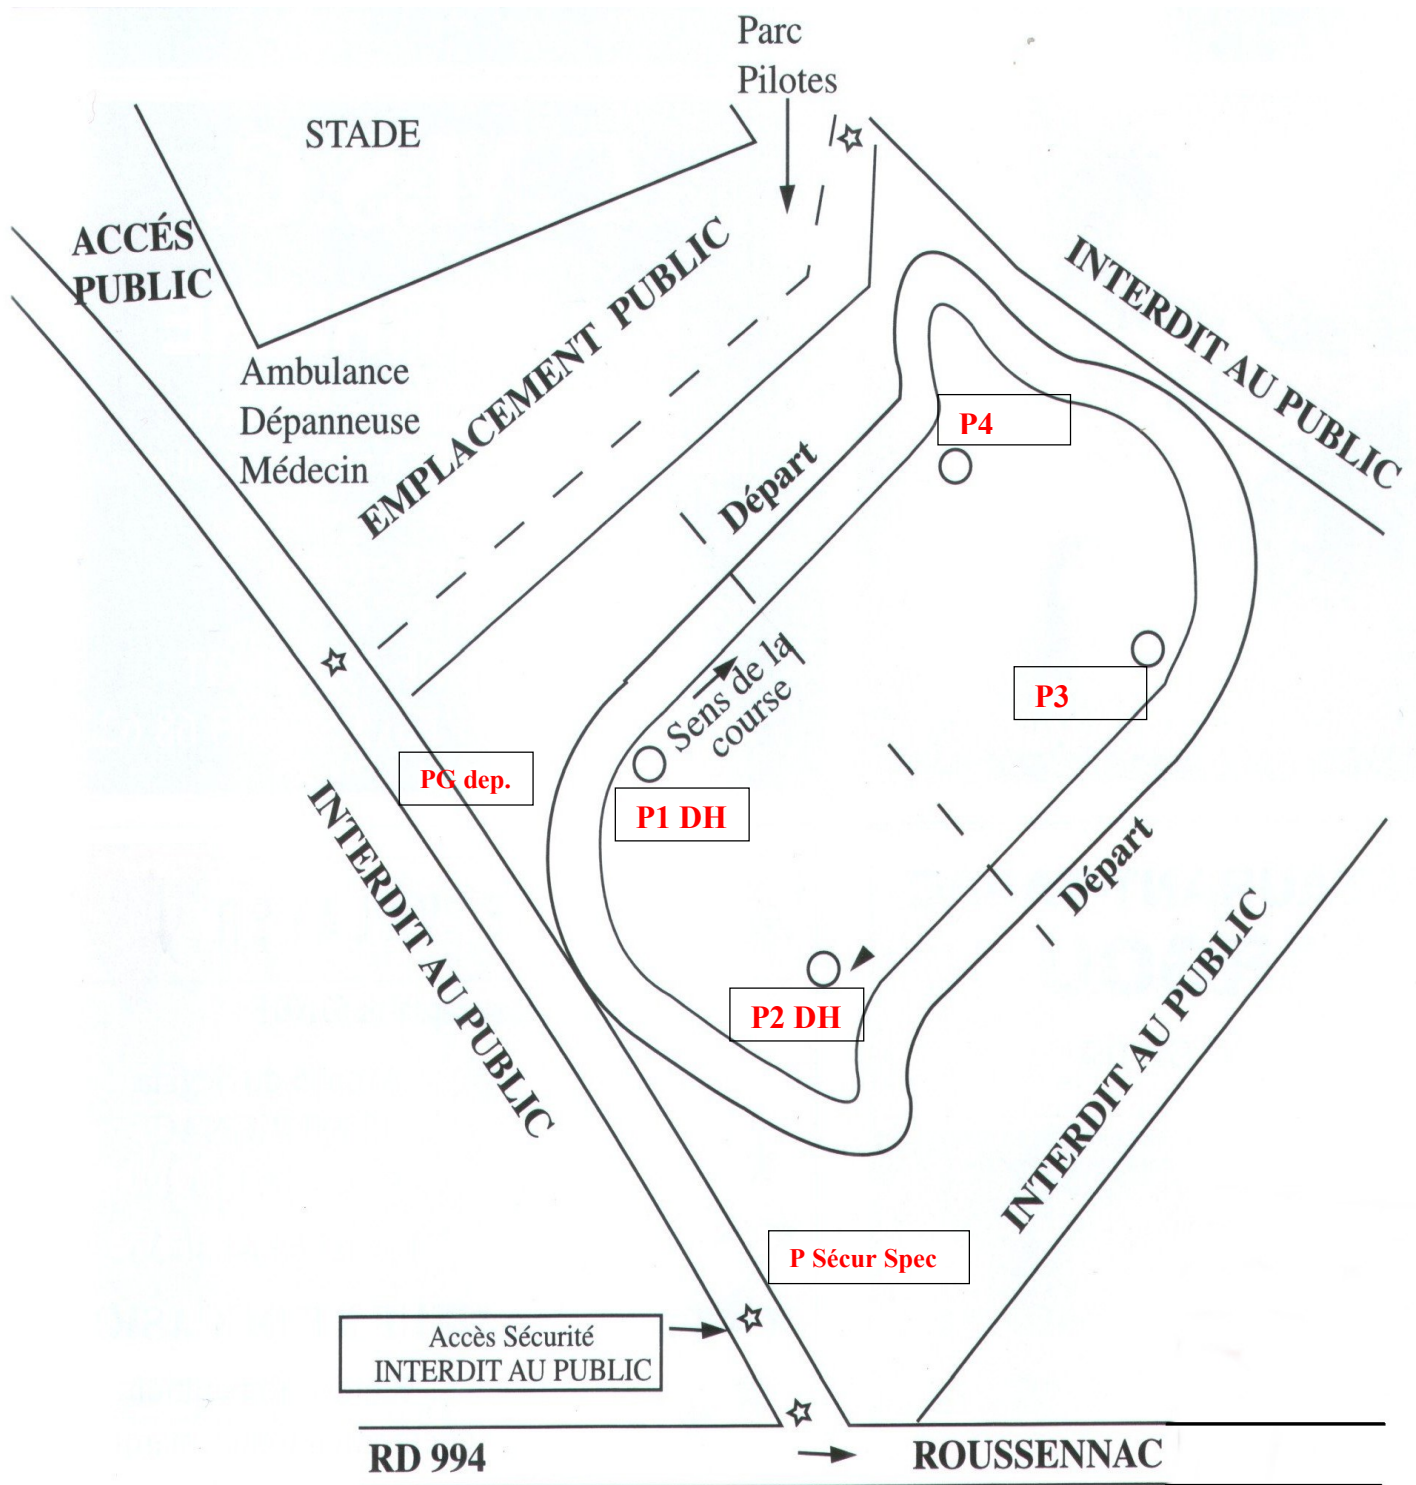 Parc
Pilotes
STADE
ACCÉS
PUBLIC
EMPLACEMENT PUBLIC
INTERDIT AU PUBLIC
Ambulance
Dépanneuse
Médecin
P4
Départ
Sens de la
course
P3
PG dep.
P1 DH
INTERDIT AU PUBLIC
Départ
P2 DH
INTERDIT AU PUBLIC
P Sécur Spec
Accès Sécurité
INTERDIT AU PUBLIC
RD 994
ROUSSENNAC